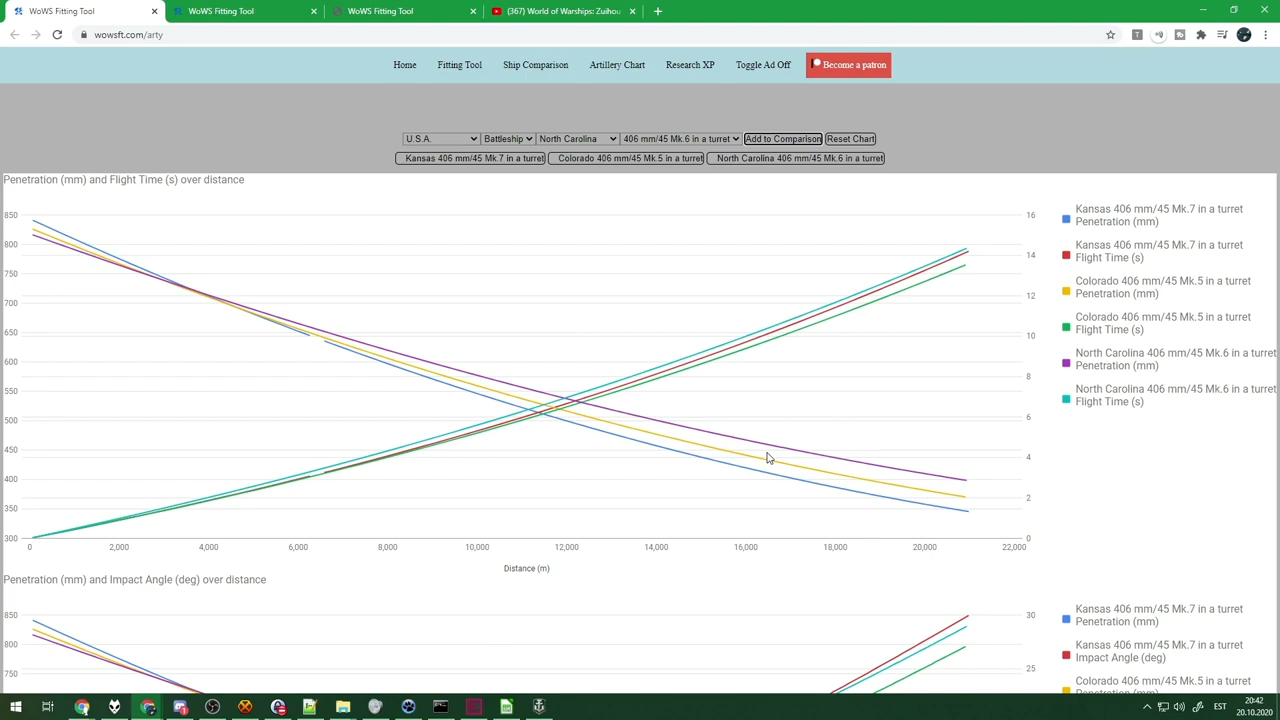 WoWS Fitting Tool
WoWS Fitting Tool
WoWS Fitting Tool
(367) World of Warships: Zuihou
wowsft.com/arty
Home Fitting Tool Ship Comparison Artillery Chart Research XP Toggle Ad Off Become a patron
U.S.A. Battleship North Carolina 406 mm/45 Mk.6 in a turret Add to Comparison Reset Chart
Kansas 406 mm/45 Mk.7 in a turret Colorado 406 mm/45 Mk.5 in a turret North Carolina 406 mm/45 Mk.6 in a turret
Penetration (mm) and Flight Time (s) over distance
850
800
750
700
650
600
550
500
450
400
350
300
16
14
12
10
8
6
4
2
0
0 2,000 4,000 6,000 8,000 10,000 12,000 14,000 16,000 18,000 20,000 22,000
Distance (m)
Kansas 406 mm/45 Mk.7 in a turret
Penetration (mm)
Kansas 406 mm/45 Mk.7 in a turret
Flight Time (s)
Colorado 406 mm/45 Mk.5 in a turret
Penetration (mm)
Colorado 406 mm/45 Mk.5 in a turret
Flight Time (s)
North Carolina 406 mm/45 Mk.6 in a turret
Penetration (mm)
North Carolina 406 mm/45 Mk.6 in a turret
Flight Time (s)
Penetration (mm) and Impact Angle (deg) over distance
850
800
750
30
25
Kansas 406 mm/45 Mk.7 in a turret
Penetration (mm)
Kansas 406 mm/45 Mk.7 in a turret
Impact Angle (deg)
Colorado 406 mm/45 Mk.5 in a turret
Penetration (mm)
EST
20:42
20.10.2020